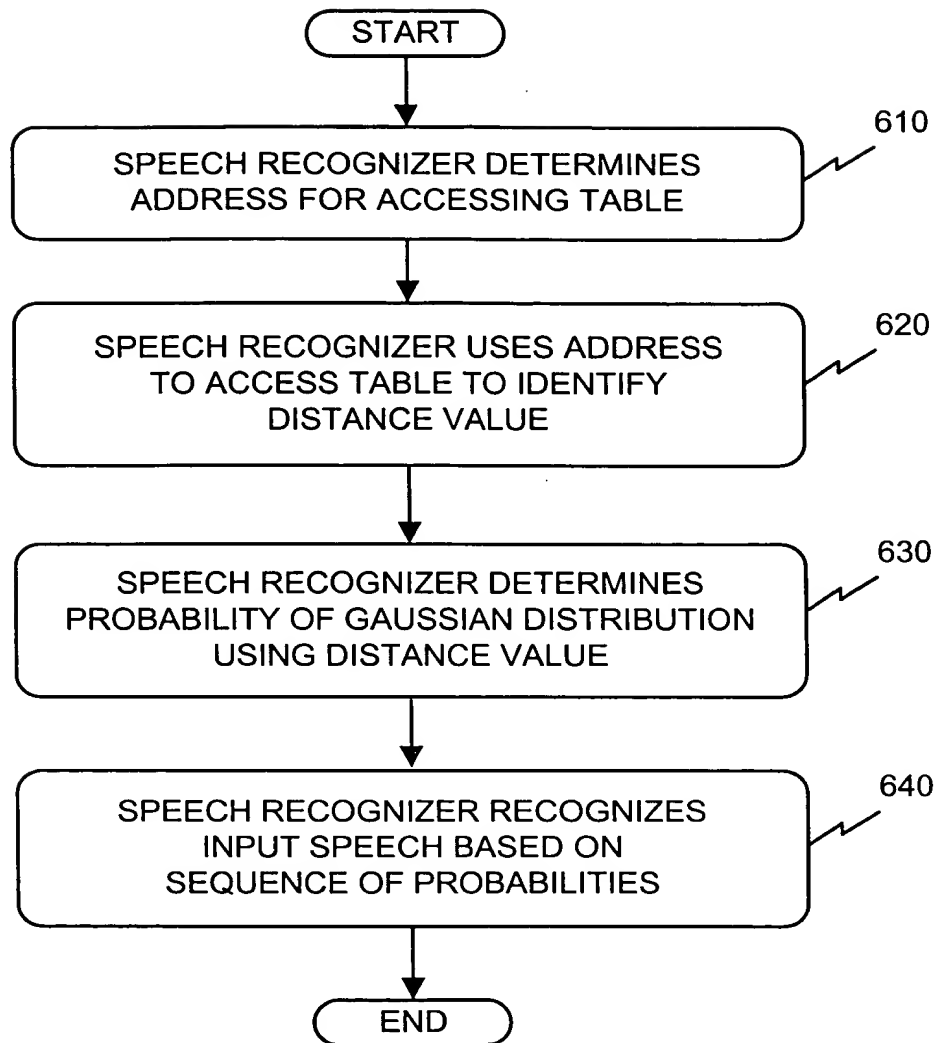 START
610
SPEECH RECOGNIZER DETERMINES
ADDRESS FOR ACCESSING TABLE
620
SPEECH RECOGNIZER USES ADDRESS
TO ACCESS TABLE TO IDENTIFY
DISTANCE VALUE
630
SPEECH RECOGNIZER DETERMINES
PROBABILITY OF GAUSSIAN DISTRIBUTION
USING DISTANCE VALUE
640
SPEECH RECOGNIZER RECOGNIZES
INPUT SPEECH BASED ON
SEQUENCE OF PROBABILITIES
END